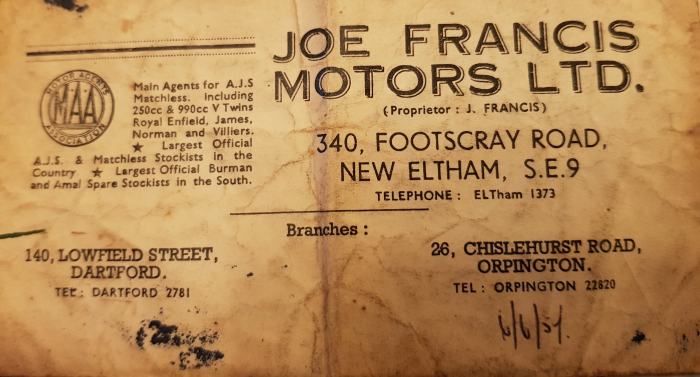 JOE FRANCIS
MOTORS LTD.
(Proprietor : J. FRANCIS)
340, FOOTSCRAY ROAD,
NEW ELTHAM, S.E.9
TELEPHONE : ELTham 1373
MOTOR AGENTS
MAA
ASSOCIATION
Main Agents for A.J.S
Matchless. Including
250cc & 990cc V Twins
Royal Enfield, James,
Norman and Villiers.
★ Largest Official
A.J.S. & Matchless Stockists in the
Country ★ Largest Official Burman
and Amal Spare Stockists in the South.
Branches :
140, LOWFIELD STREET,
DARTFORD.
TEL: DARTFORD 2781
26, CHISLEHURST ROAD,
ORPINGTON.
TEL : ORPINGTON 22820